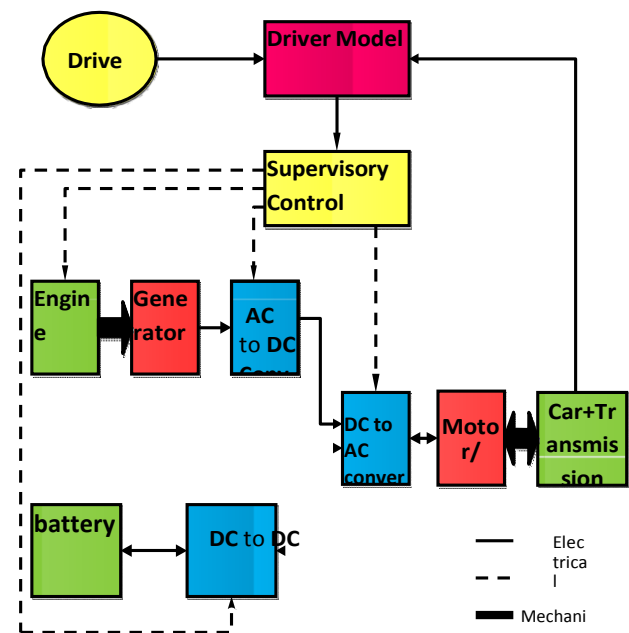 Drive
Driver Model
Supervisory
Control
Engin
e
Gene
rator
AC
to DC
Conv
DC to
AC
conver
Moto
r/
Car+Tr
ansmis
sion
battery
DC to DC
Elec
trica
l
Mechani